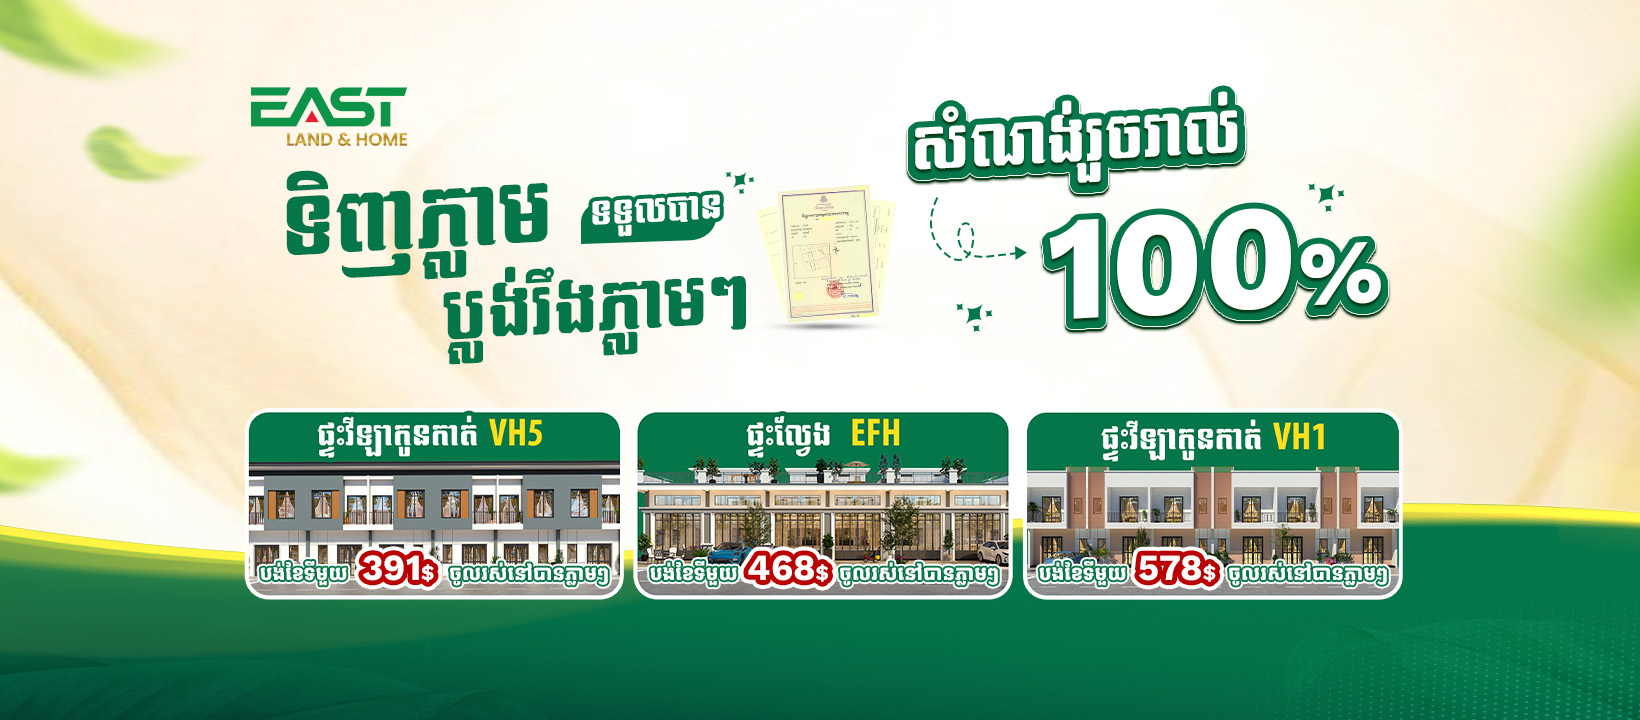 EAST
LAND & HOME
ទិញភ្លាម ទទួលបាន
ប្លង់រឹងភ្លាមៗ
សំណង់រួចរាល់
100%
ផ្ទះវីឡាកូនកាត់ VH5
បង់ខែទីមួយ 391$ ចូលរស់នៅបានភ្លាមៗ
ផ្ទះល្វែង EFH
បង់ខែទីមួយ 468$ ចូលរស់នៅបានភ្លាមៗ
ផ្ទះវីឡាកូនកាត់ VH1
បង់ខែទីមួយ 578$ ចូលរស់នៅបានភ្លាមៗ